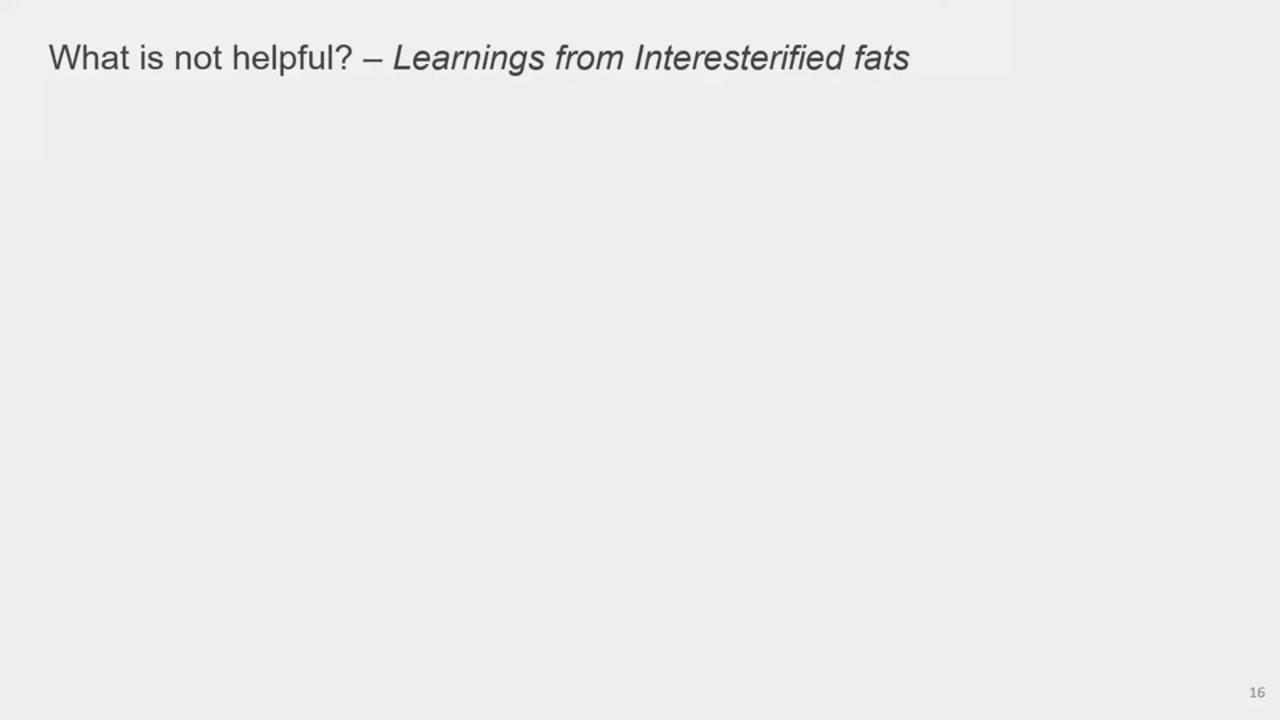 What is not helpful? – Learnings from Interesterified fats
16